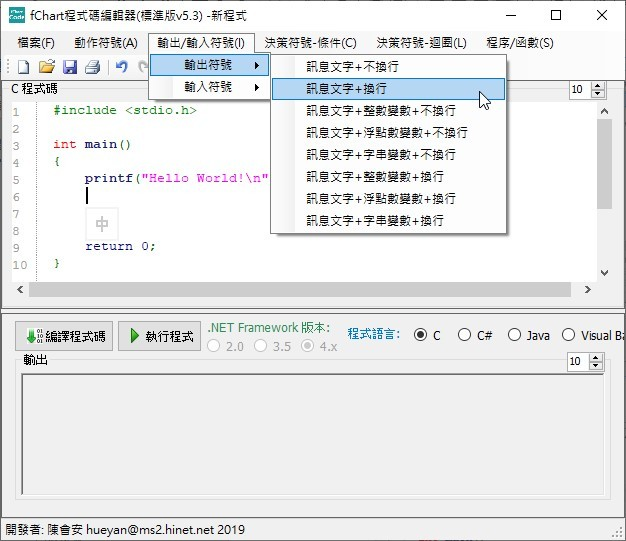 fChart程式碼編輯器(標準版v5.3) -新程式
檔案(F) 動作符號(A) 輸出/輸入符號(I) 決策符號-條件(C) 決策符號-迴圈(L) 程序/函數(S)
輸出符號
輸入符號
訊息文字+不換行
訊息文字+換行
訊息文字+整數變數+不換行
訊息文字+浮點數變數+不換行
訊息文字+字串變數+不換行
訊息文字+整數變數+換行
訊息文字+浮點數變數+換行
訊息文字+字串變數+換行
C 程式碼 10
1 #include <stdio.h>
2
3 int main()
4 {
5 printf("Hello World!\n"
6
7 中
8
9 return 0;
10 }
編譯程式碼 執行程式 .NET Framework 版本: 程式語言: C C# Java Visual Ba
2.0 3.5 4.x
輸出 10
開發者: 陳會安 hueyan@ms2.hinet.net 2019